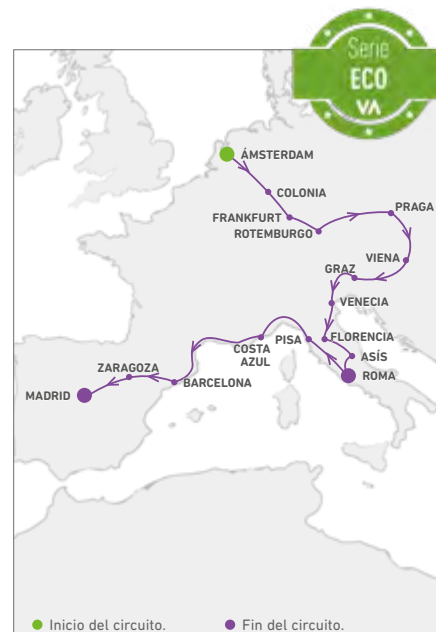 Serie
ECO
VA
ÁMSTERDAM
COLONIA
FRANKFURT
ROTEMBURGO
PRAGA
VIENA
GRAZ
VENECIA
FLORENCIA
PISA
ASÍS
ROMA
COSTA
AZUL
BARCELONA
ZARAGOZA
MADRID
Inicio del circuito.
Fin del circuito.